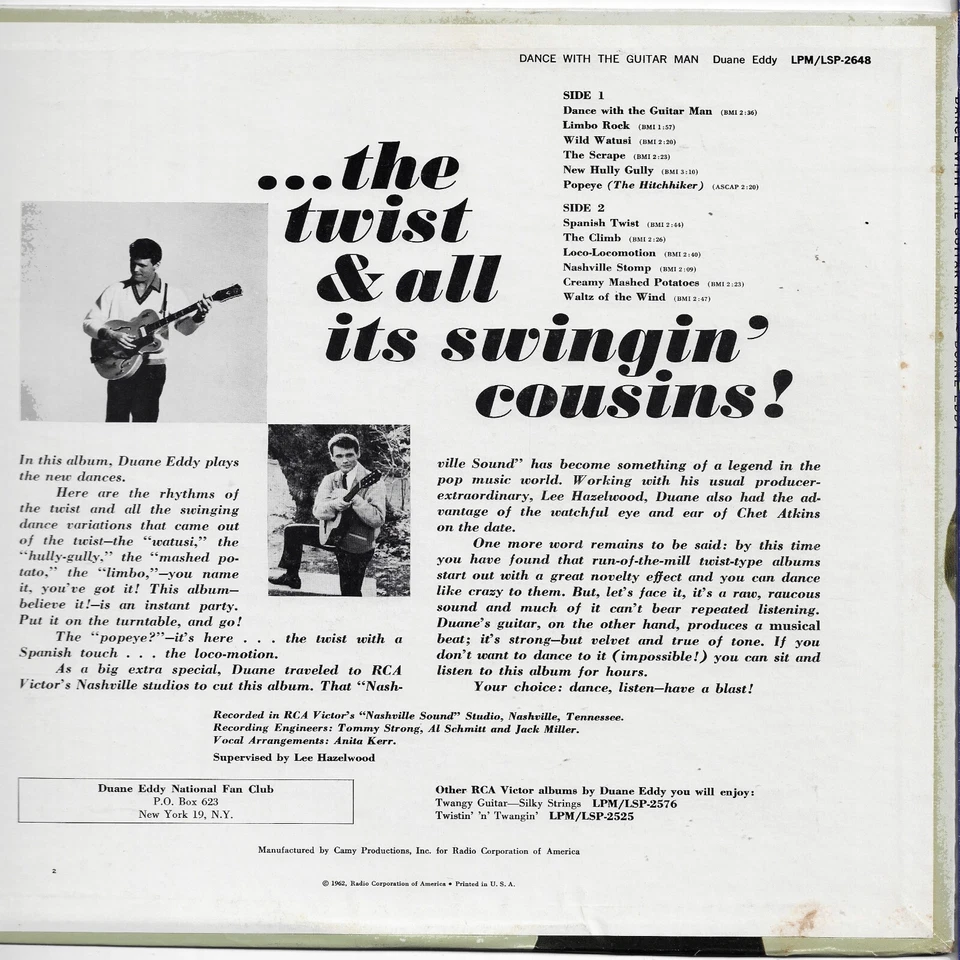 DANCE WITH THE GUITAR MAN Duane Eddy LPM/LSP-2648
SIDE 1
Dance with the Guitar Man (BMI 2:36)
Limbo Rock (BMI 1:57)
Wild Watusi (BMI 2:20)
The Scrape (BMI 2:23)
New Hully Gully (BMI 3:10)
Popeye (The Hitchhiker) (ASCAP 2:20)
SIDE 2
Spanish Twist (BMI 2:44)
The Climb (BMI 2:26)
Loco-Locomotion (BMI 2:40)
Nashville Stomp (BMI 2:09)
Creamy Mashed Potatoes (BMI 2:23)
Waltz of the Wind (BMI 2:47)
...the
twist
& all
its swingin'
cousins!
In this album, Duane Eddy plays
the new dances.
Here are the rhythms of
the twist and all the swinging
dance variations that came out
of the twist—the “watusi,” the
“hully-gully,” the “mashed po-
tato,” the “limbo,”—you name
it, you've got it! This album—
believe it!—is an instant party.
Put it on the turntable, and go!
The “popeye?”—it's here . . . the twist with a
Spanish touch . . . the loco-motion.
As a big extra special, Duane traveled to RCA
Victor's Nashville studios to cut this album. That “Nash-
ville Sound” has become something of a legend in the
pop music world. Working with his usual producer-
extraordinary, Lee Hazelwood, Duane also had the ad-
vantage of the watchful eye and ear of Chet Atkins
on the date.
One more word remains to be said: by this time
you have found that run-of-the-mill twist-type albums
start out with a great novelty effect and you can dance
like crazy to them. But, let's face it, it's a raw, raucous
sound and much of it can't bear repeated listening.
Duane's guitar, on the other hand, produces a musical
beat; it's strong—but velvet and true of tone. If you
don't want to dance to it (impossible!) you can sit and
listen to this album for hours.
Your choice: dance, listen—have a blast!
Recorded in RCA Victor's “Nashville Sound” Studio, Nashville, Tennessee.
Recording Engineers: Tommy Strong, Al Schmitt and Jack Miller.
Vocal Arrangements: Anita Kerr.
Supervised by Lee Hazelwood
Duane Eddy National Fan Club
P.O. Box 623
New York 19, N.Y.
Other RCA Victor albums by Duane Eddy you will enjoy:
Twangy Guitar—Silky Strings LPM/LSP-2576
Twistin' 'n' Twangin' LPM/LSP-2525
Manufactured by Camy Productions, Inc. for Radio Corporation of America
2
© 1962, Radio Corporation of America • Printed in U. S. A.
DANCE WITH THE GUITAR MAN DUANE EDDY